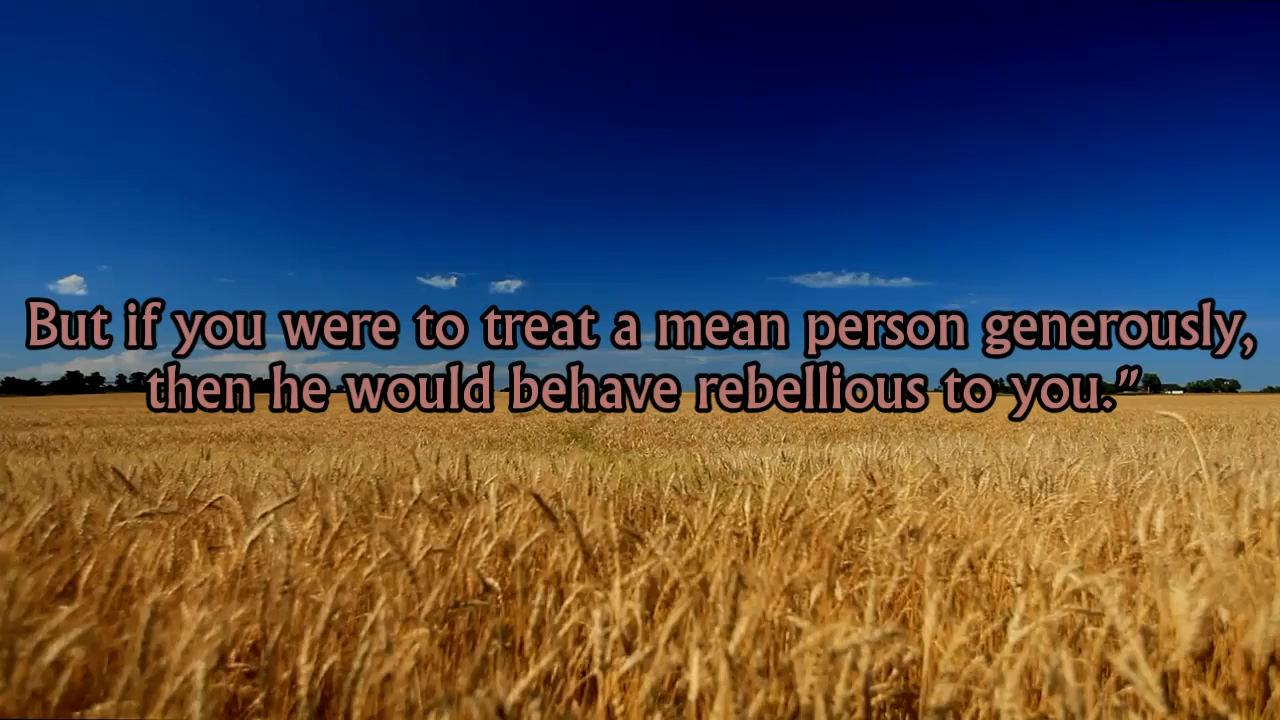 But if you were to treat a mean person generously,
then he would behave rebellious to you.”